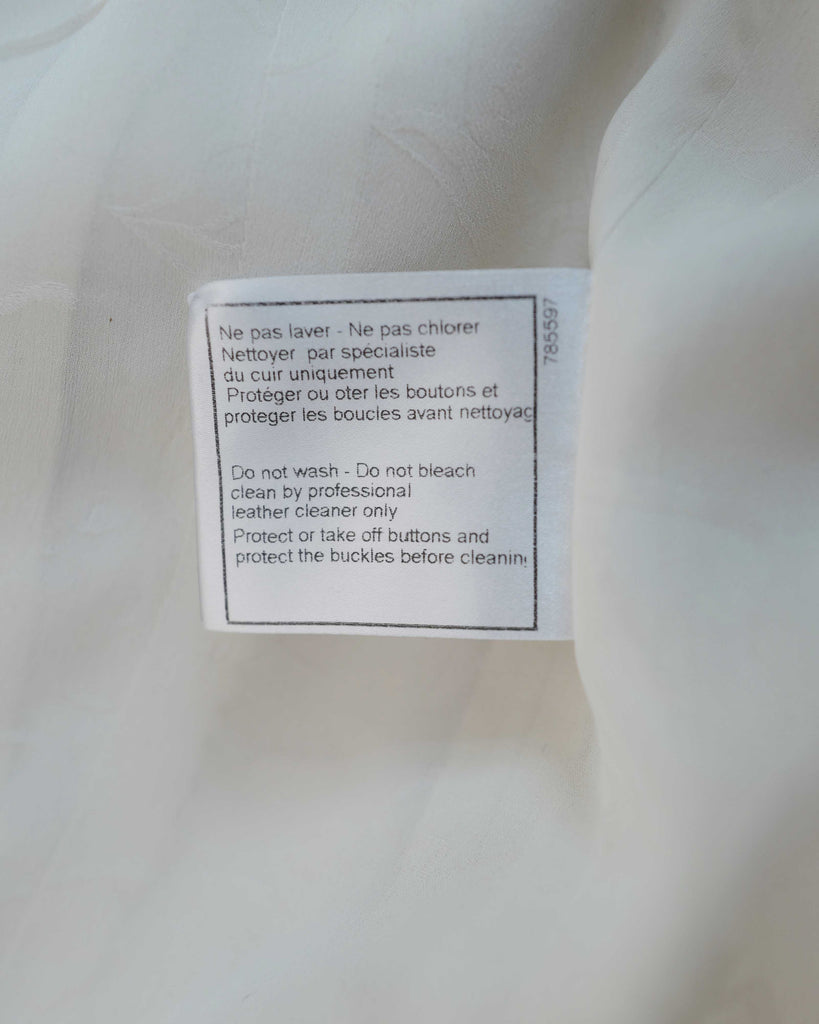 Ne pas laver - Ne pas chlorer
Nettoyer par spécialiste
du cuir uniquement
Protéger ou oter les boutons et
proteger les boucles avant nettoyag
Do not wash - Do not bleach
clean by professional
leather cleaner only
Protect or take off buttons and
protect the buckles before cleanin
785597